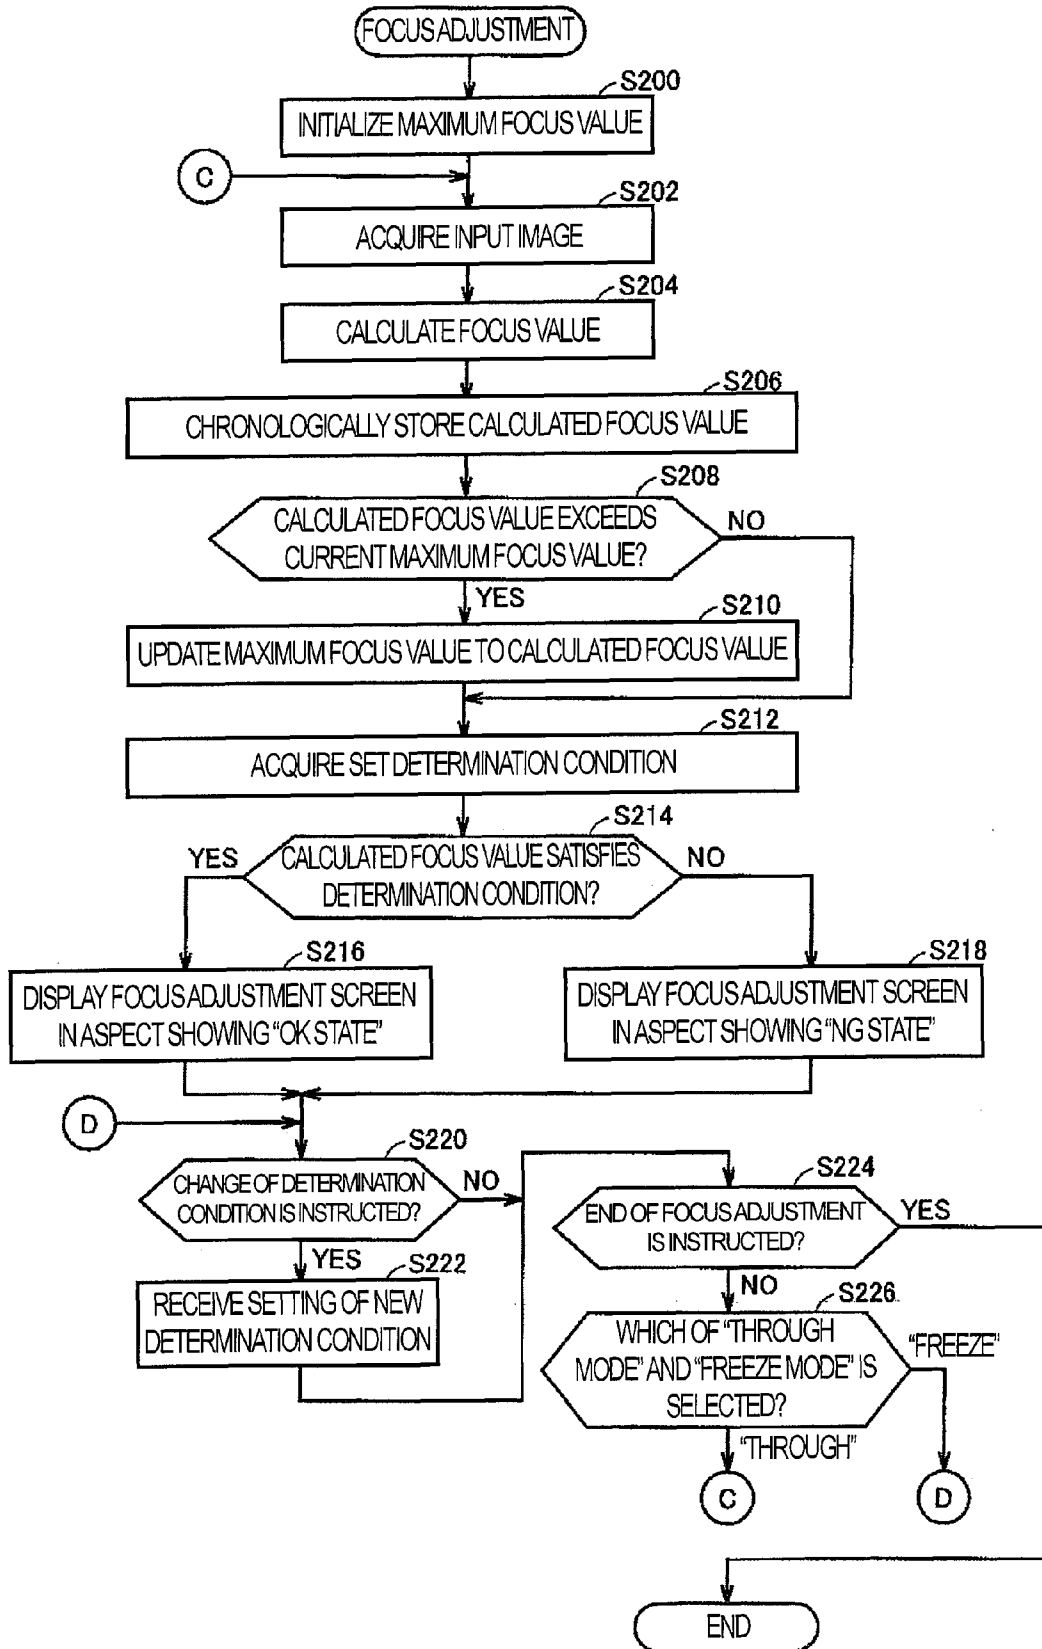 FOCUS ADJUSTMENT
S200
INITIALIZE MAXIMUM FOCUS VALUE
C
S202
ACQUIRE INPUT IMAGE
S204
CALCULATE FOCUS VALUE
S206
CHRONOLOGICALLY STORE CALCULATED FOCUS VALUE
S208
CALCULATED FOCUS VALUE EXCEEDS
CURRENT MAXIMUM FOCUS VALUE?
NO
YES
S210
UPDATE MAXIMUM FOCUS VALUE TO CALCULATED FOCUS VALUE
S212
ACQUIRE SET DETERMINATION CONDITION
S214
YES
CALCULATED FOCUS VALUE SATISFIES
DETERMINATION CONDITION?
NO
S216
DISPLAY FOCUS ADJUSTMENT SCREEN
IN ASPECT SHOWING “OK STATE”
S218
DISPLAY FOCUS ADJUSTMENT SCREEN
IN ASPECT SHOWING “NG STATE”
D
S220
CHANGE OF DETERMINATION
CONDITION IS INSTRUCTED?
NO
YES
S222
RECEIVE SETTING OF NEW
DETERMINATION CONDITION
S224
END OF FOCUS ADJUSTMENT
IS INSTRUCTED?
YES
NO
S226
WHICH OF “THROUGH
MODE” AND “FREEZE MODE” IS
SELECTED?
“FREEZE”
“THROUGH”
C
D
END